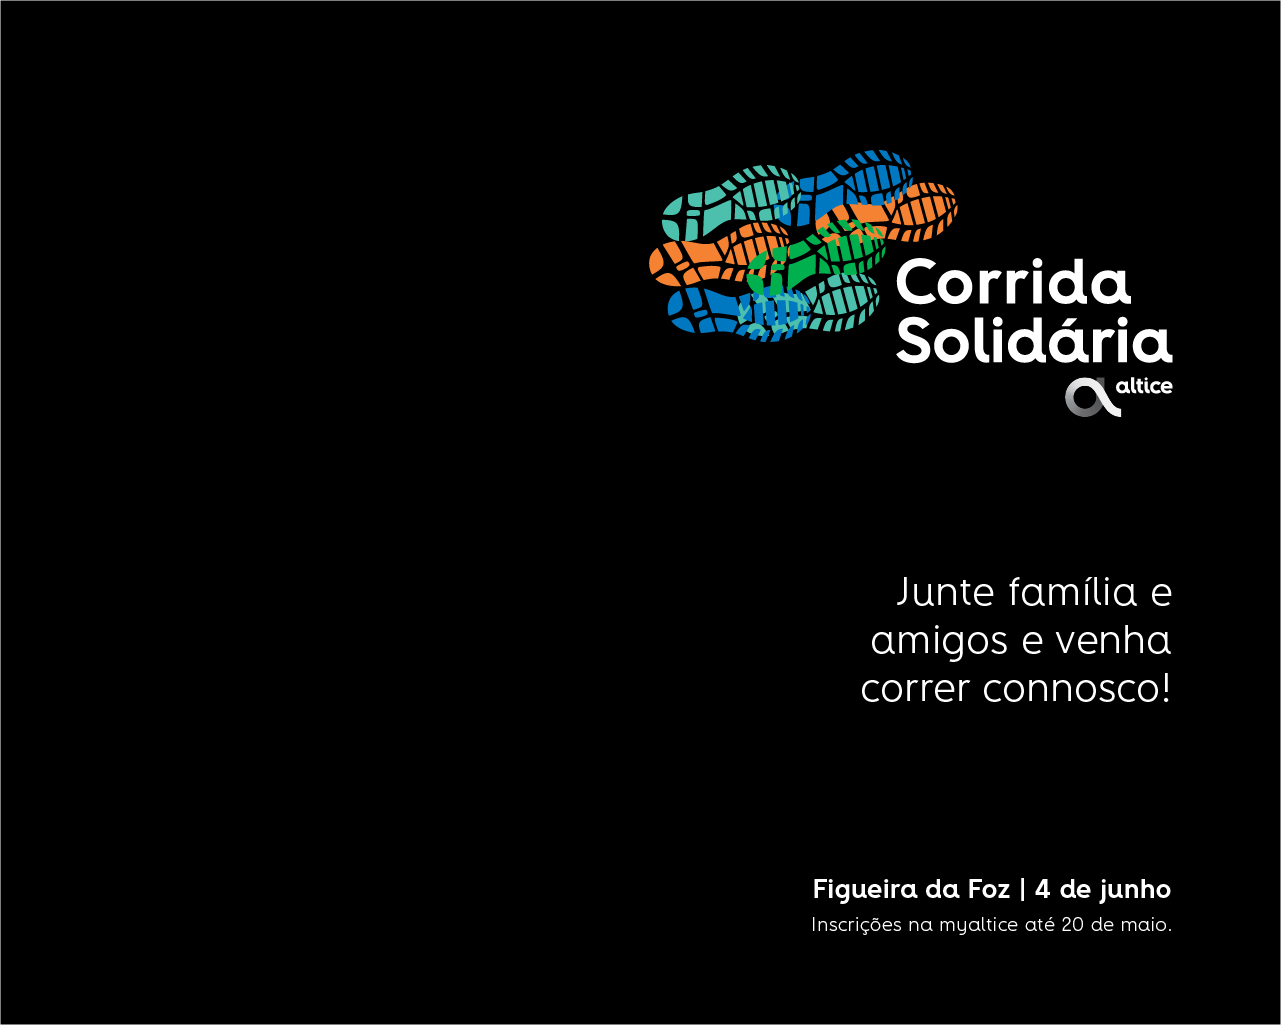 Corrida
Solidária
altice
Junte família e
amigos e venha
correr connosco!
Figueira da Foz | 4 de junho
Inscrições na myaltice até 20 de maio.